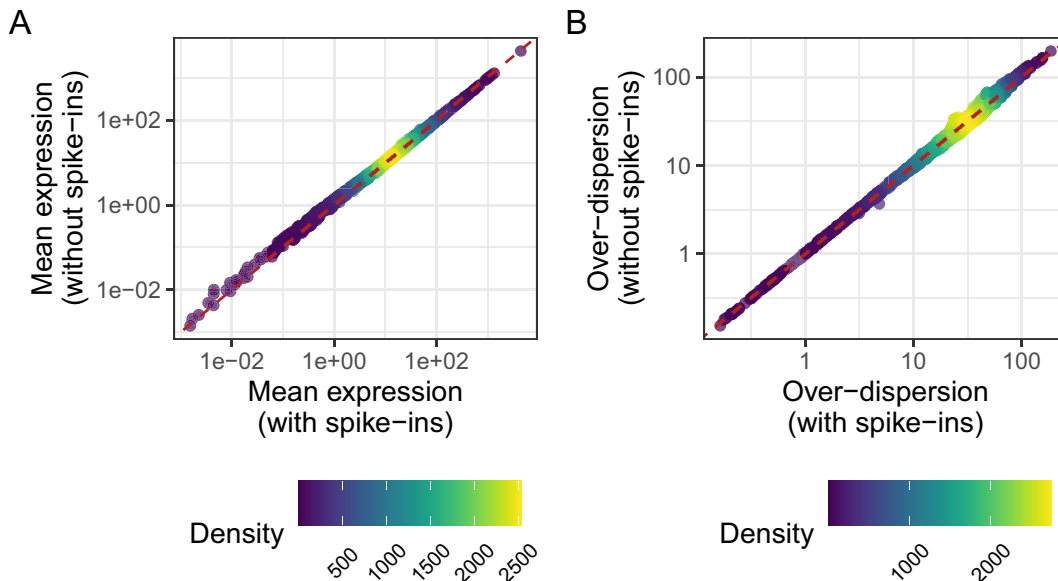 A
Mean expression
(without spike−ins)
1e+02
1e+00
1e−02
1e−02 1e+00 1e+02
Mean expression
(with spike−ins)
Density
500 1000 1500 2000 2500
B
Over−dispersion
(without spike−ins)
100
10
1
1 10 100
Over−dispersion
(with spike−ins)
Density
1000 2000